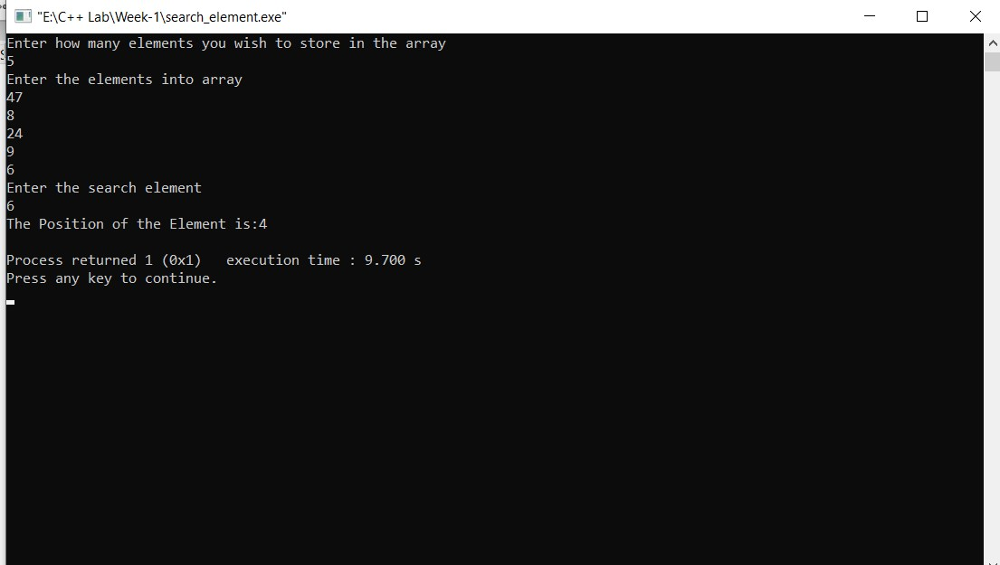 "E:\C++ Lab\Week-1\search_element.exe"
Enter how many elements you wish to store in the array
5
Enter the elements into array
47
8
24
9
6
Enter the search element
6
The Position of the Element is:4
Process returned 1 (0x1)   execution time : 9.700 s
Press any key to continue.